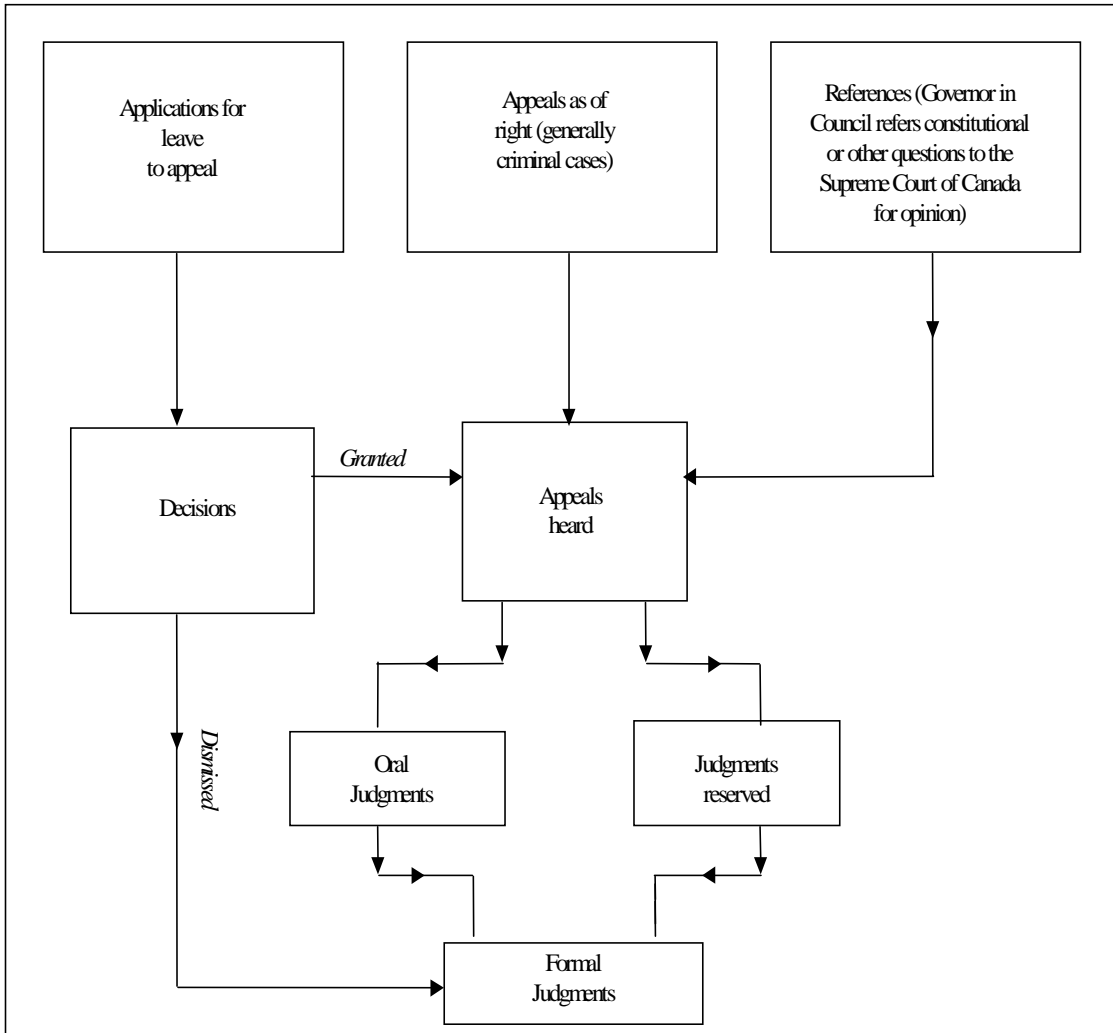 Applications for
leave
to appeal
Appeals as of
right (generally
criminal cases)
References (Governor in
Council refers constitutional
or other questions to the
Supreme Court of Canada
for opinion)
Decisions
Granted
Appeals
heard
Dismissed
Oral
Judgments
Judgments
reserved
Formal
Judgments